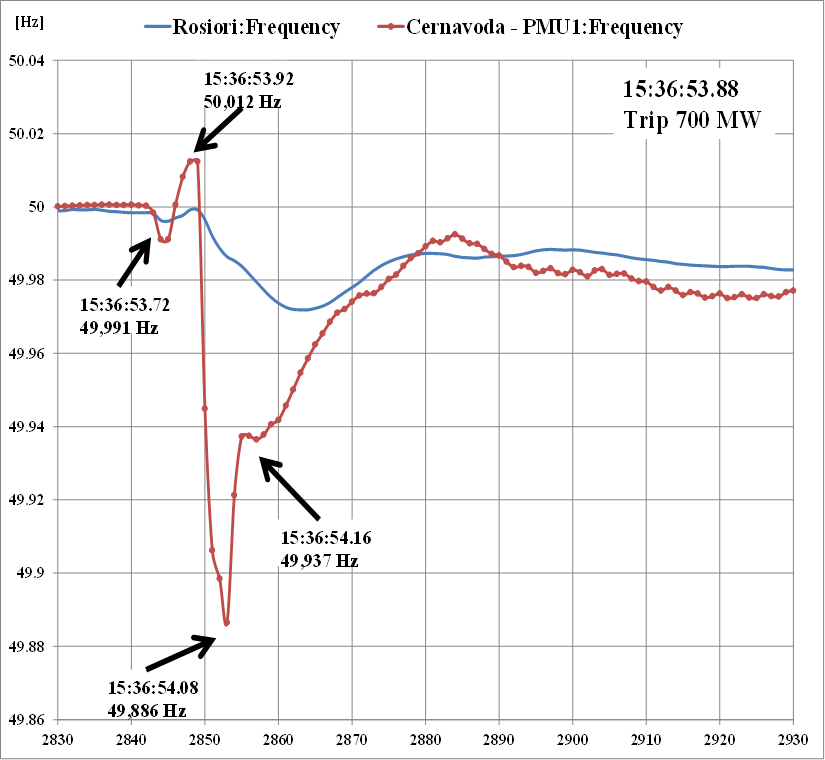 [Hz]
Rosiori:Frequency
Cernavoda - PMU1:Frequency
50.04
50.02
50
49.98
49.96
49.94
49.92
49.9
49.88
49.86
15:36:53.92
50,012 Hz
15:36:53.88
Trip 700 MW
15:36:53.72
49,991 Hz
15:36:54.16
49,937 Hz
15:36:54.08
49,886 Hz
2830 2840 2850 2860 2870 2880 2890 2900 2910 2920 2930